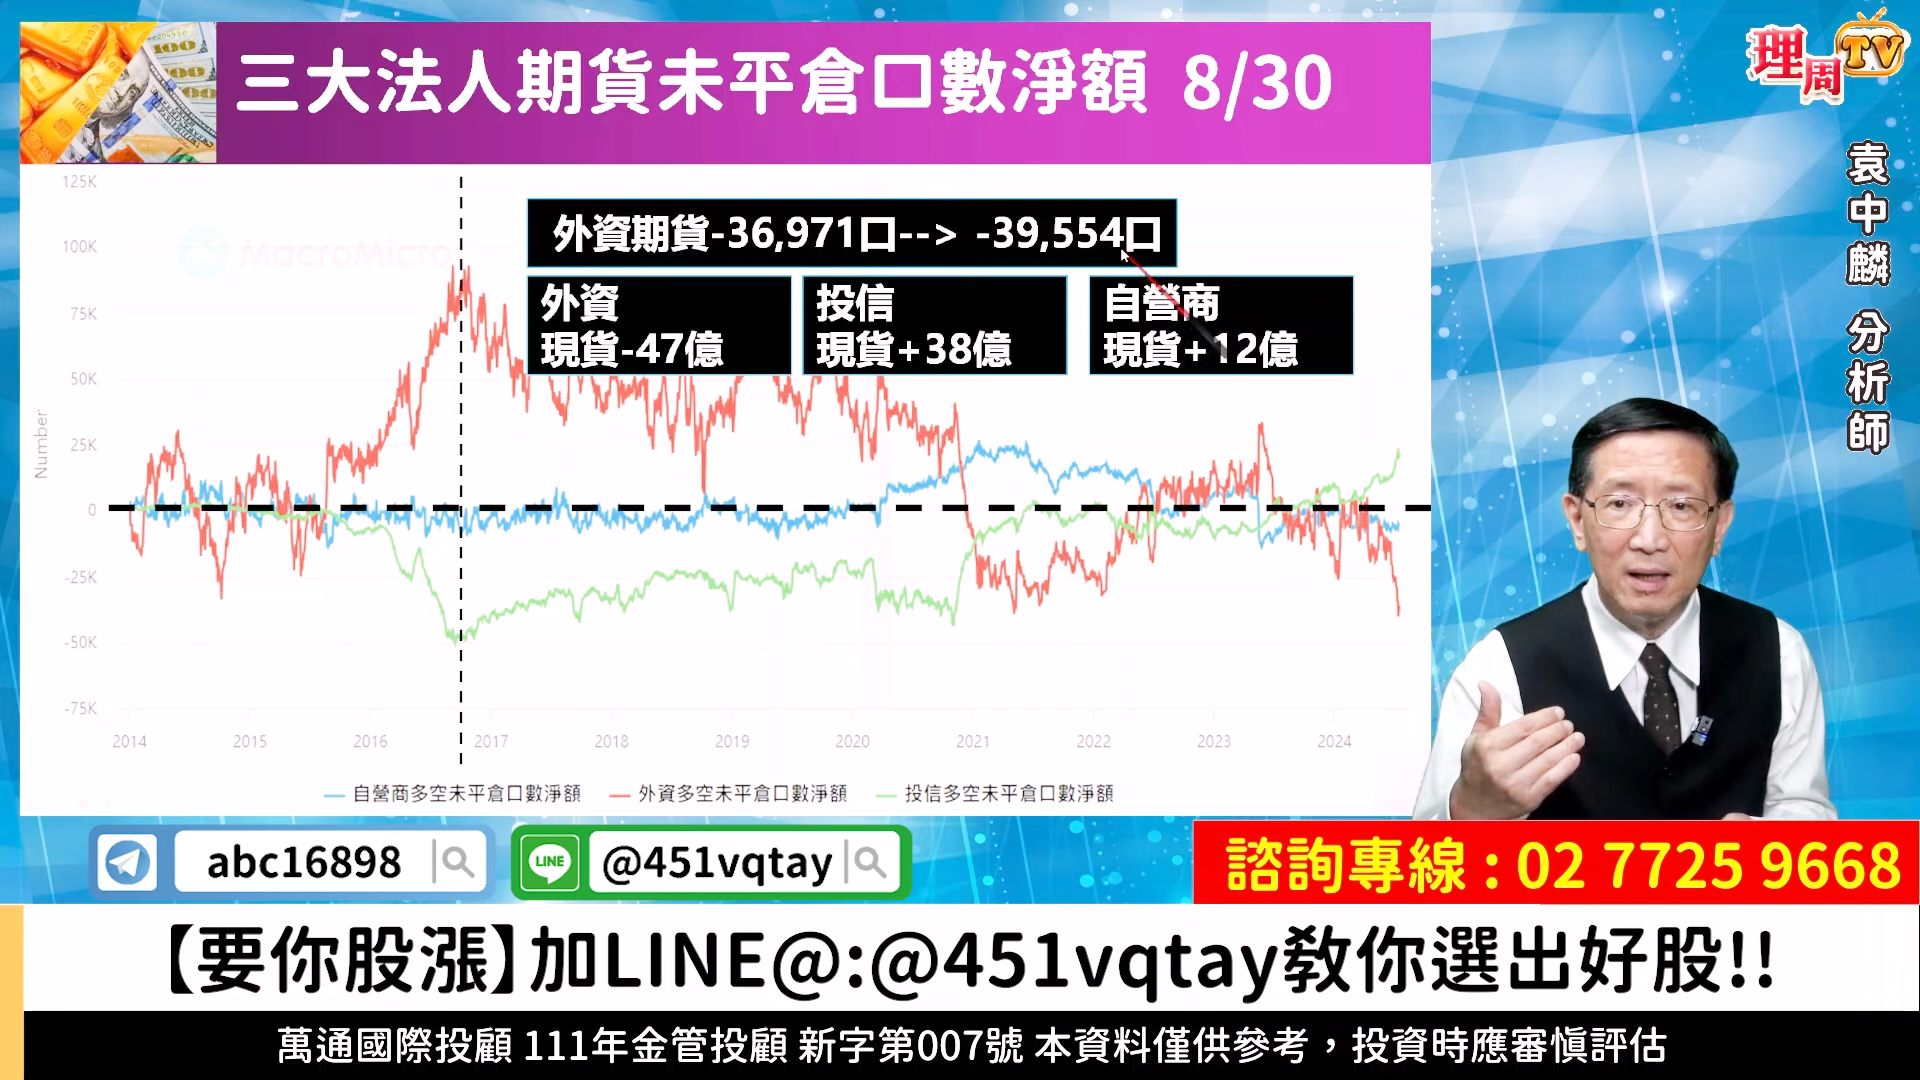 三大法人期貨未平倉口數淨額 8/30
理周TV
袁中麟 分析師
外資期貨-36,971口--> -39,554口
外資
現貨-47億
投信
現貨+38億
自營商
現貨+12億
MacroMicro
Number
125K
100K
75K
50K
25K
0
-25K
-50K
-75K
2014 2015 2016 2017 2018 2019 2020 2021 2022 2023 2024
自營商多空未平倉口數淨額 外資多空未平倉口數淨額 投信多空未平倉口數淨額
abc16898
LINE @451vqtay
諮詢專線 : 02 7725 9668
【要你股漲】加LINE@:@451vqtay教你選出好股!!
萬通國際投顧 111年金管投顧 新字第007號 本資料僅供參考，投資時應審慎評估